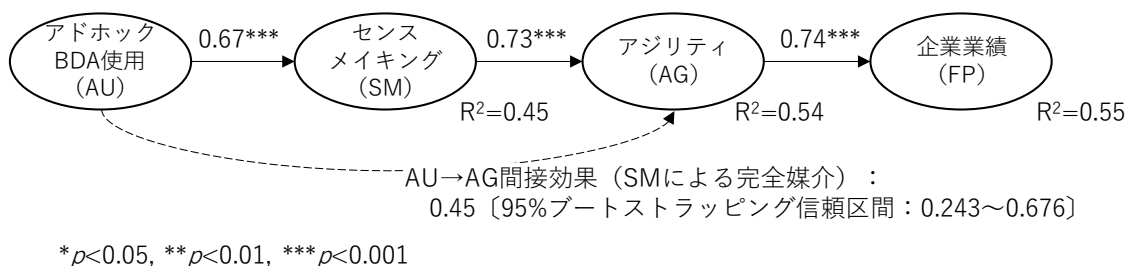 アドホック
BDA使用
（AU）
0.67***
センス
メイキング
（SM）
R²=0.45
0.73***
アジリティ
（AG）
R²=0.54
0.74***
企業業績
（FP）
R²=0.55
AU→AG間接効果（SMによる完全媒介）：
0.45〔95%ブートストラッピング信頼区間：0.243～0.676〕
*p<0.05, **p<0.01, ***p<0.001